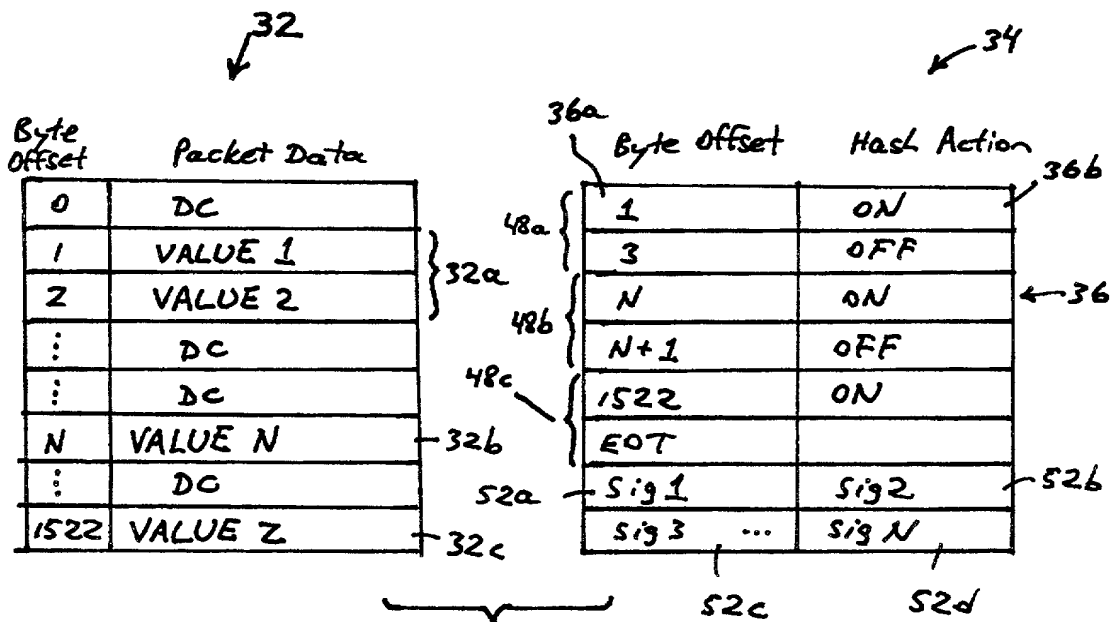 32
34
Byte Offset
Packet Data
0 DC
1 VALUE 1
2 VALUE 2
⋮ DC
⋮ DC
N VALUE N
⋮ DC
1522 VALUE Z
32a
32b
32c
36a
Byte Offset Hash Action
36b
48a
1 ON
3 OFF
48b
N ON
36
N+1 OFF
48c
1522 ON
EOT
52a
Sig 1 Sig 2
52b
Sig 3 ... Sig N
52c
52d